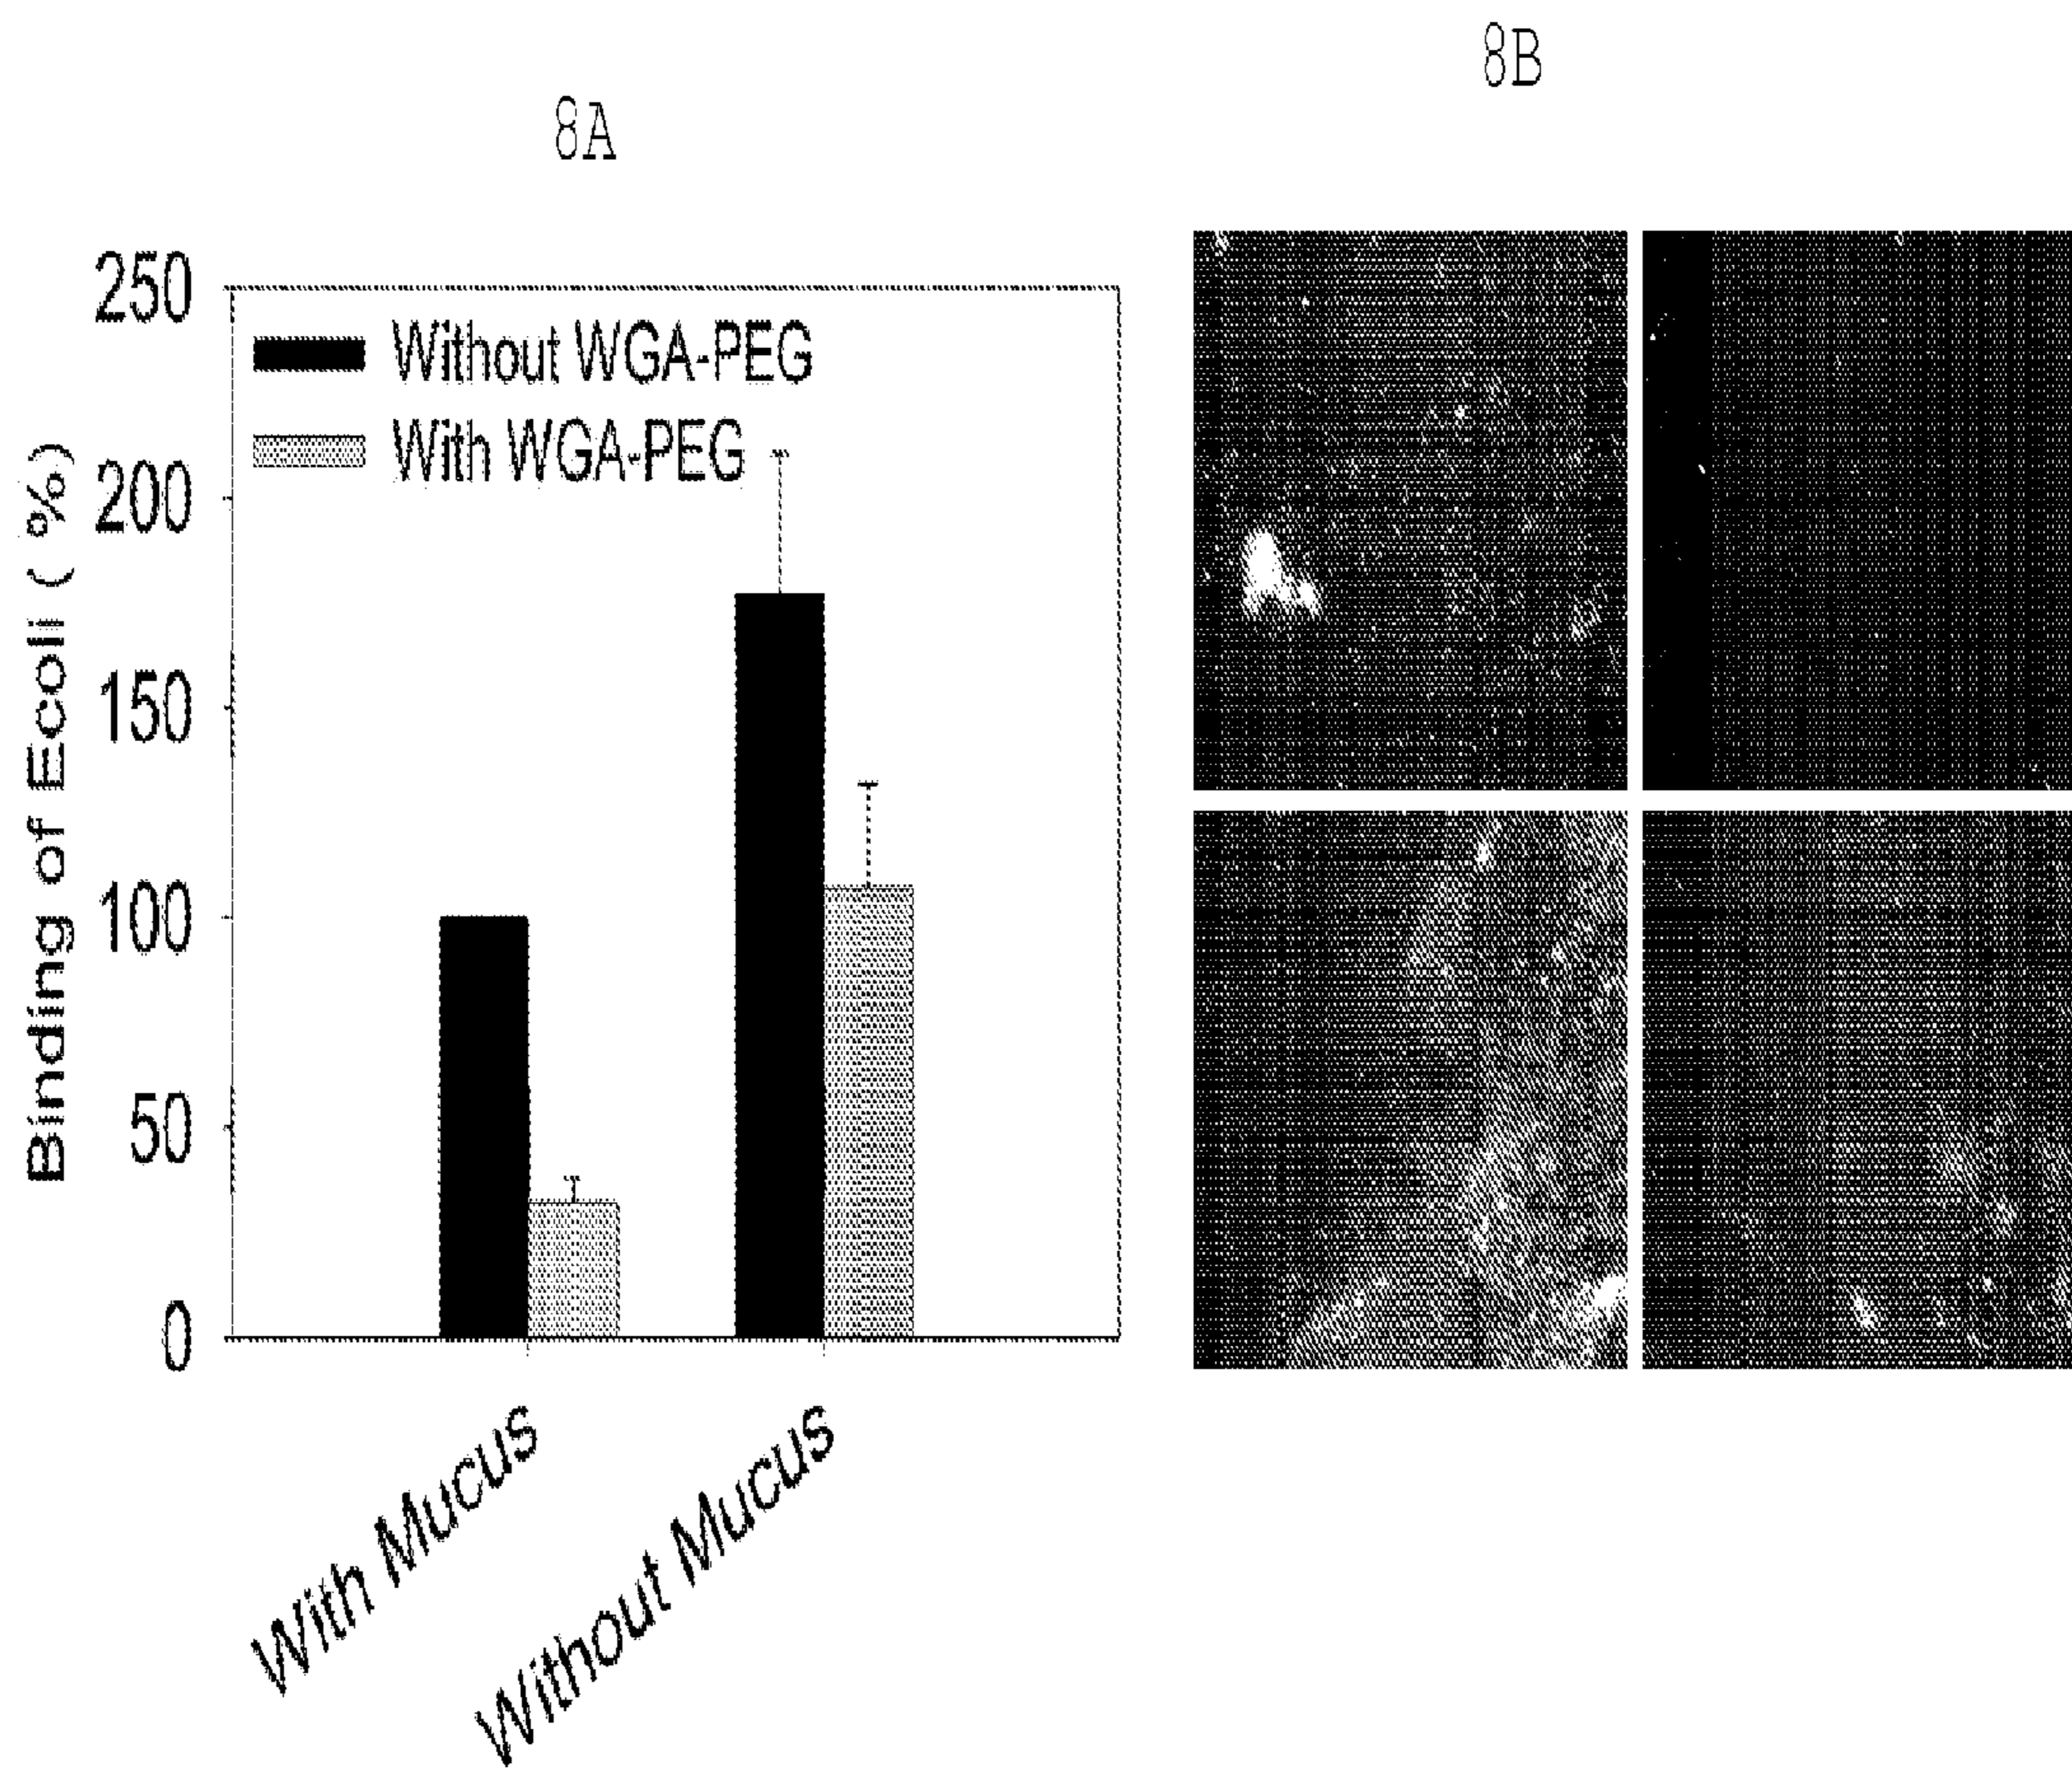 8A
8B
250
200
150
100
50
0
Binding of Ecoli ( %)
Without WGA-PEG
With WGA-PEG
With Mucus
Without Mucus